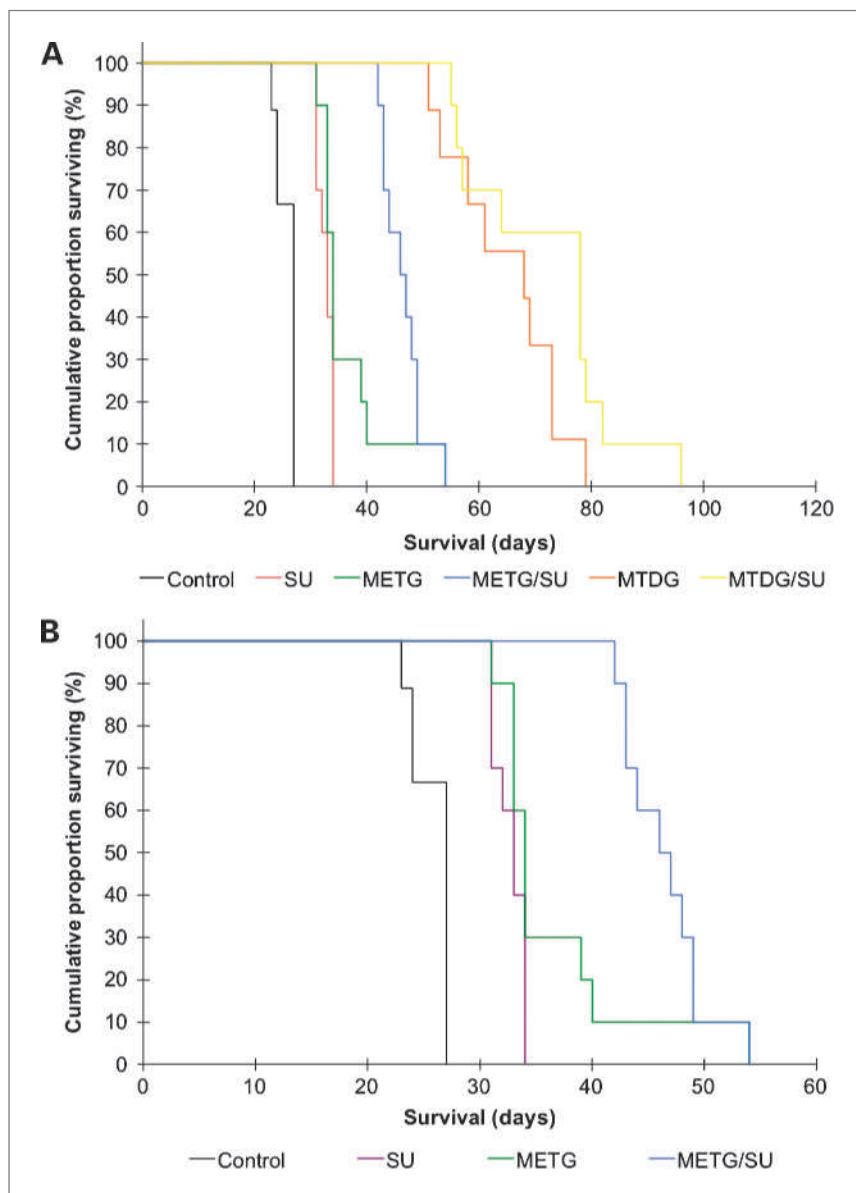 A
100
90
80
70
60
50
40
30
20
10
0
Cumulative proportion surviving (%)
0 20 40 60 80 100 120
Survival (days)
Control SU METG METG/SU MTDG MTDG/SU
B
100
90
80
70
60
50
40
30
20
10
0
Cumulative proportion surviving (%)
0 10 20 30 40 50 60
Survival (days)
Control SU METG METG/SU